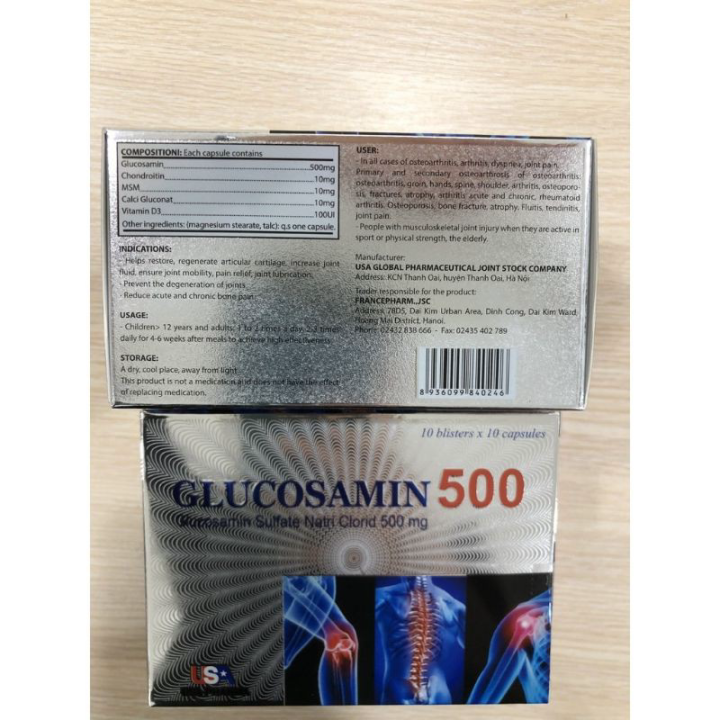 COMPOSITIONI: Each capsule contains
Glucosamin 500mg
Chondroitin 10mg
MSM 10mg
Calci Gluconat 10mg
Vitamin D3 100UI
Other ingredients: (magnesium stearate, talc): q.s one capsule.
INDICATIONS:
- Helps restore, regenerate articular cartilage, increase joint
fluid, ensure joint mobility, pain relief, joint lubrication.
- Prevent the degeneration of joints
- Reduce acute and chronic bone pain.
USAGE:
- Children> 12 years and adults: 1 to 2 times a day, 2-3 times
daily for 4-6 weeks after meals to achieve high effectiveness
STORAGE:
A dry, cool place, away from light
This product is not a medication and does not have the effect
of replacing medication.
USER:
- In all cases of osteoarthritis, arthritis, dyspnea, joint pain.
Primary and secondary osteoarthrosis of osteoarthritis:
osteoarthritis, groin, hands, spine, shoulder, arthritis, osteoporo-
sis, fractures, atrophy, arthritis acute and chronic, rheumatoid
arthritis. Osteoporosis, bone fracture, atrophy. Fluitis, tendinitis,
joint pain.
- People with musculoskeletal joint injury when they are active in
sport or physical strength, the elderly.
Manufacturer:
USA GLOBAL PHARMACEUTICAL JOINT STOCK COMPANY
Address: KCN Thanh Oai, huyện Thanh Oai, Hà Nội
Trader responsible for the product:
FRANCEPHARM.,JSC
Address: 28D5, Dai Kim Urban Area, Dinh Cong, Dai Kim Ward,
Hoang Mai District, Hanoi.
Phone: 02432 838 666 - Fax: 02435 402 789
8 936099 840246
10 blisters x 10 capsules
GLUCOSAMIN 500
Glucosamin Sulfate Natri Clorid 500 mg
US